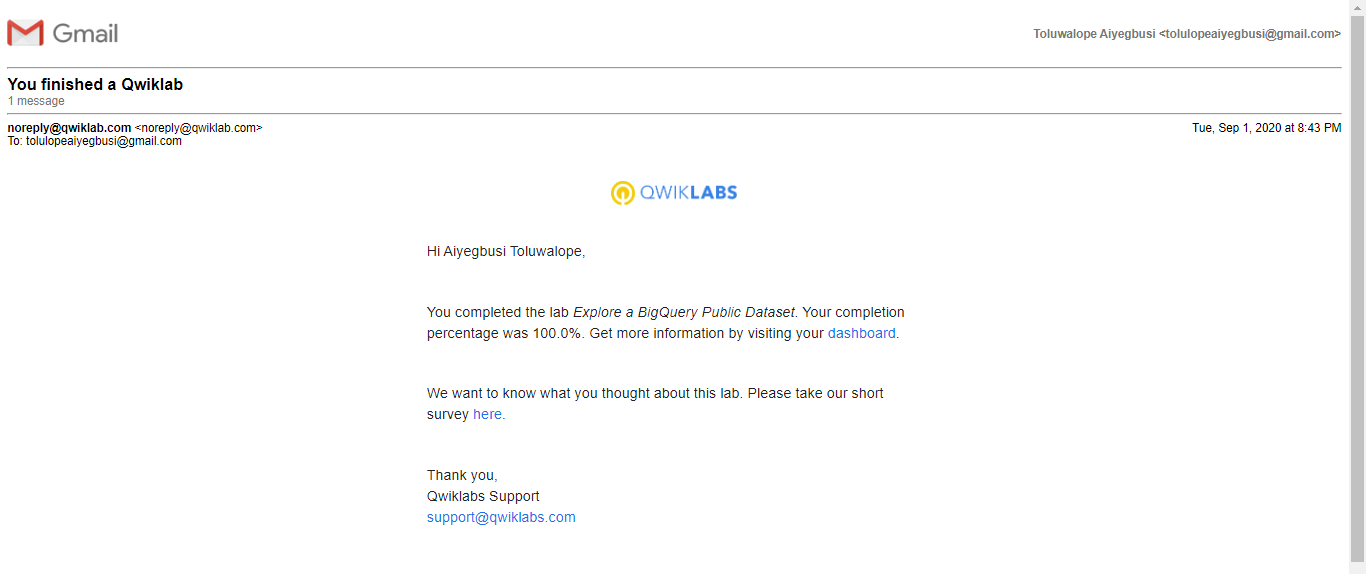 Gmail
Toluwalope Aiyegbusi <tolulopeaiyegbusi@gmail.com>
You finished a Qwiklab
1 message
noreply@qwiklab.com <noreply@qwiklab.com>
Tue, Sep 1, 2020 at 8:43 PM
To: tolulopeaiyegbusi@gmail.com
QWIKLABS
Hi Aiyegbusi Toluwalope,
You completed the lab Explore a BigQuery Public Dataset. Your completion
percentage was 100.0%. Get more information by visiting your dashboard.
We want to know what you thought about this lab. Please take our short
survey here.
Thank you,
Qwiklabs Support
support@qwiklabs.com